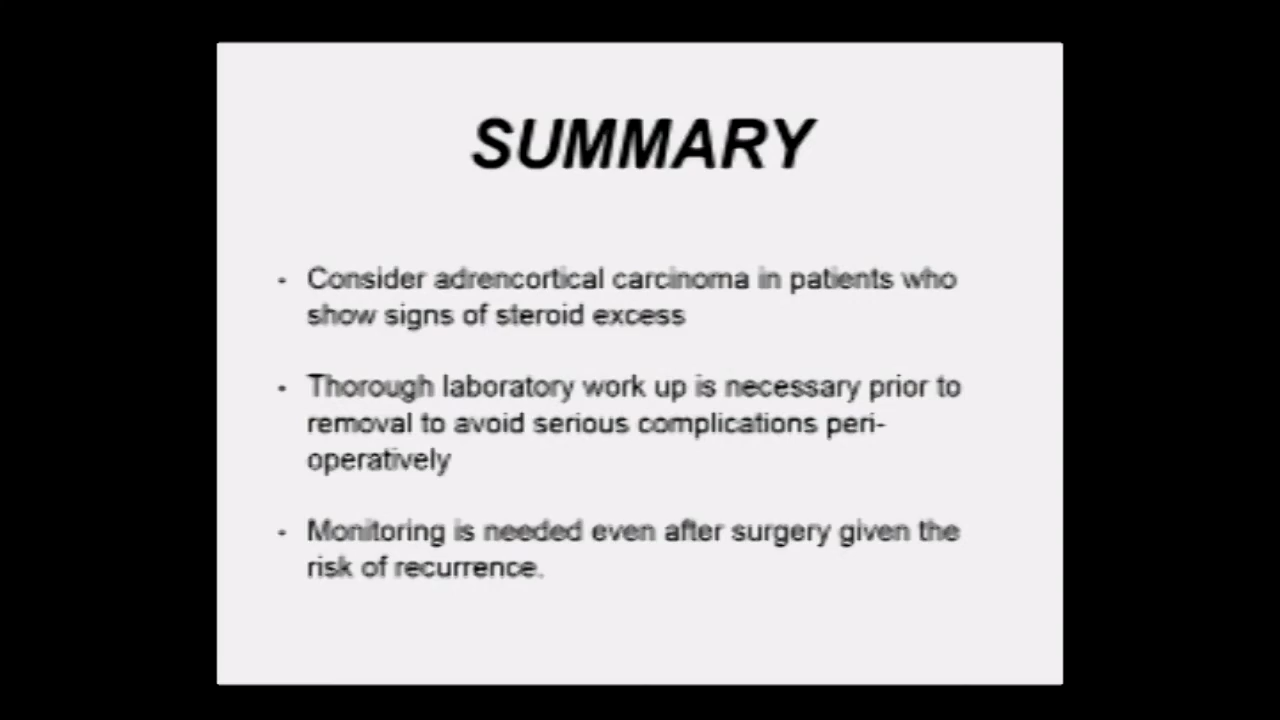 SUMMARY
- Consider adrencortical carcinoma in patients who
show signs of steroid excess
- Thorough laboratory work up is necessary prior to
removal to avoid serious complications peri-
operatively
- Monitoring is needed even after surgery given the
risk of recurrence.